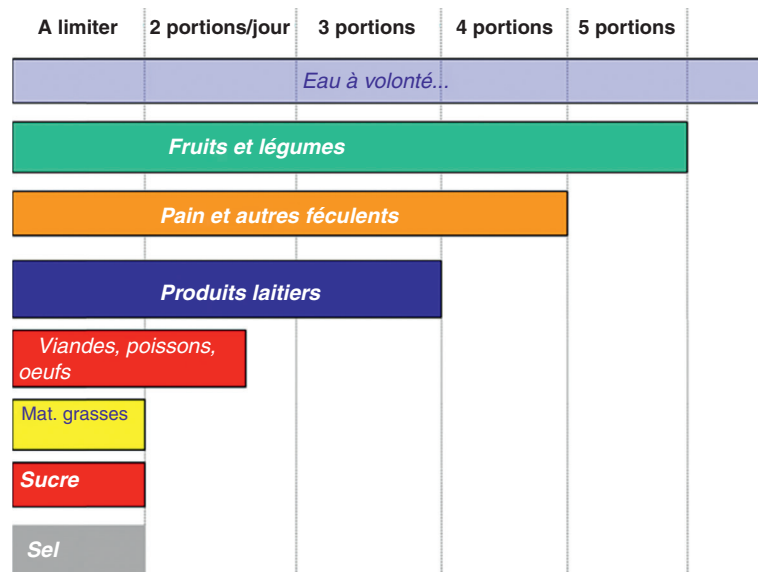 A limiter 2 portions/jour 3 portions 4 portions 5 portions
Eau à volonté...
Fruits et légumes
Pain et autres féculents
Produits laitiers
Viandes, poissons,
oeufs
Mat. grasses
Sucre
Sel